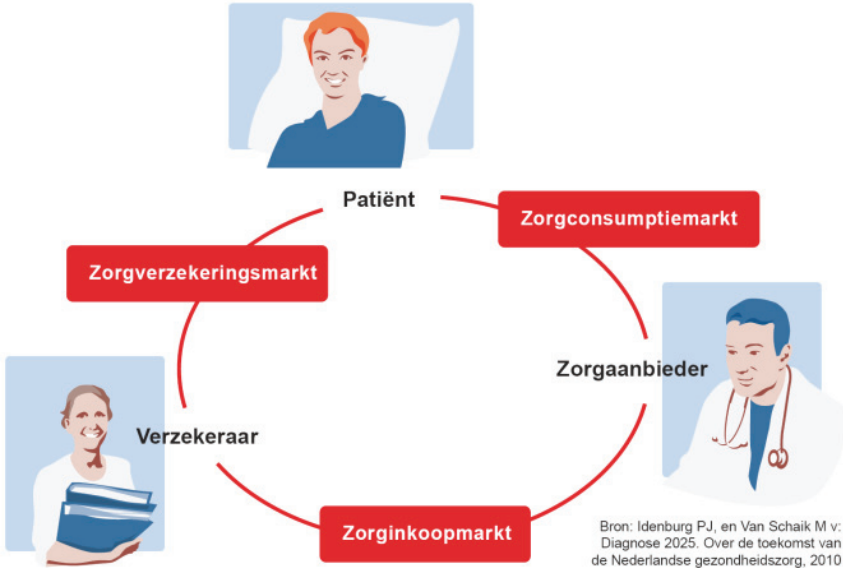 Patiënt
Zorgconsumptiemarkt
Zorgverzekeringsmarkt
Zorgaanbieder
Verzekeraar
Zorginkoopmarkt
Bron: Idenburg PJ, en Van Schaik M v:
Diagnose 2025. Over de toekomst van
de Nederlandse gezondheidszorg, 2010